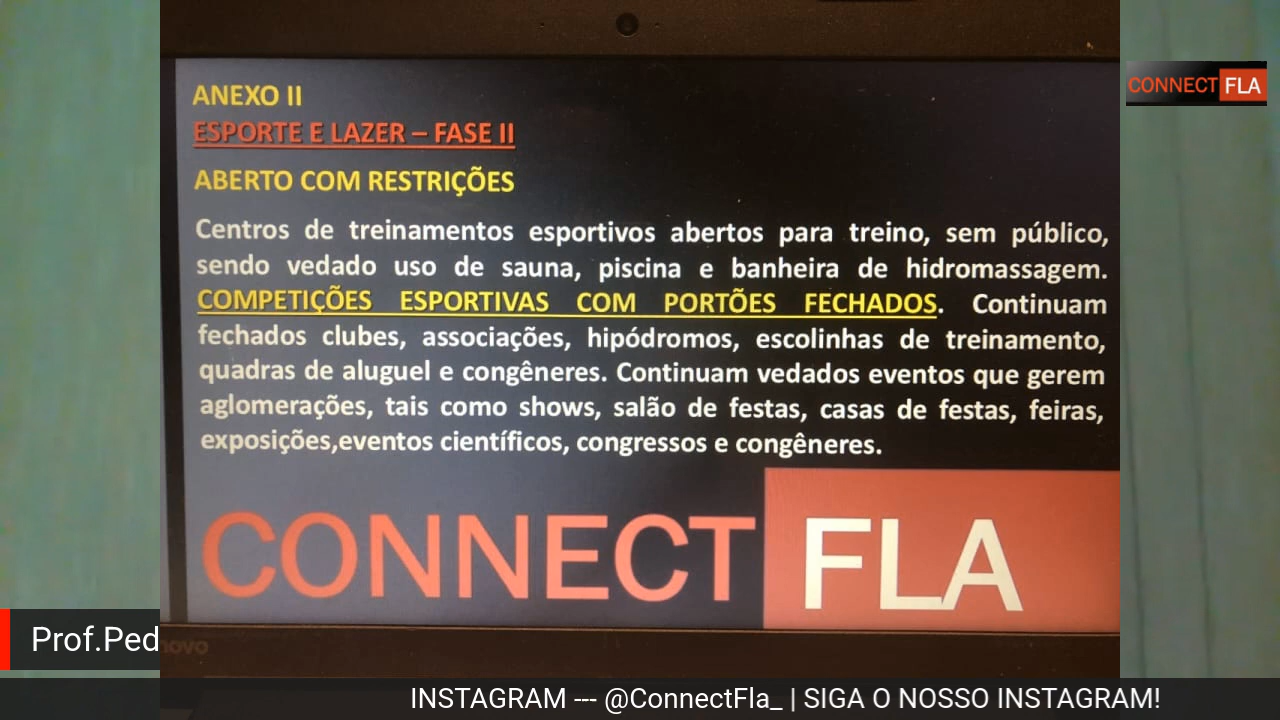 ANEXO II
ESPORTE E LAZER – FASE II
ABERTO COM RESTRIÇÕES
Centros de treinamentos esportivos abertos para treino, sem público,
sendo vedado uso de sauna, piscina e banheira de hidromassagem.
COMPETIÇÕES ESPORTIVAS COM PORTÕES FECHADOS. Continuam
fechados clubes, associações, hipódromos, escolinhas de treinamento,
quadras de aluguel e congêneres. Continuam vedados eventos que gerem
aglomerações, tais como shows, salão de festas, casas de festas, feiras,
exposições,eventos científicos, congressos e congêneres.
CONNECT FLA
CONNECT FLA
Prof.Ped
INSTAGRAM --- @ConnectFla_ | SIGA O NOSSO INSTAGRAM!